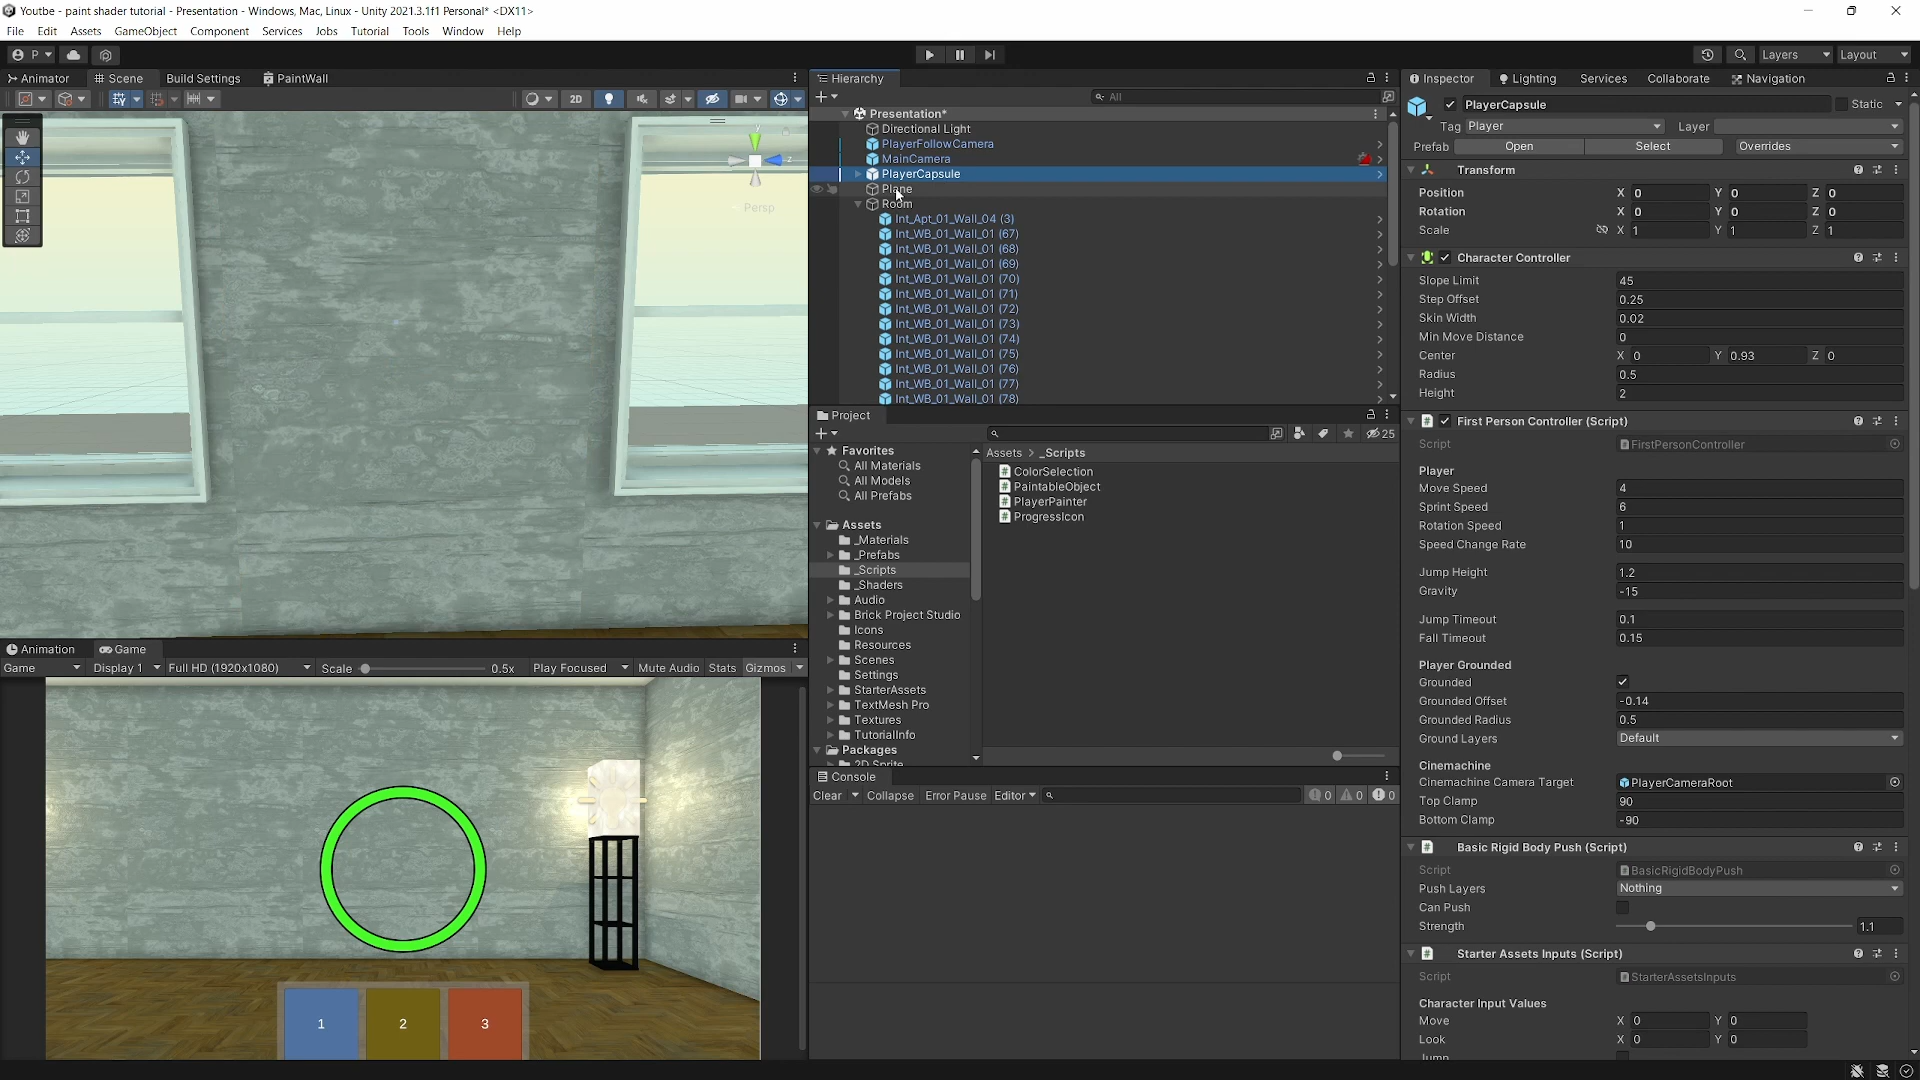 Youtbe - paint shader tutorial - Presentation - Windows, Mac, Linux - Unity 2021.3.1f1 Personal* <DX11>
File Edit Assets GameObject Component Services Jobs Tutorial Tools Window Help
P Layers Layout
Animator Scene Build Settings PaintWall
2D
y
z
Persp
Animation Game
Game Display 1 Full HD (1920x1080) Scale 0.5x Play Focused Mute Audio Stats Gizmos
1 2 3
Hierarchy
All
Presentation*
Directional Light
PlayerFollowCamera
MainCamera
PlayerCapsule
Plane
Room
Int_Apt_01_Wall_04 (3)
Int_WB_01_Wall_01 (67)
Int_WB_01_Wall_01 (68)
Int_WB_01_Wall_01 (69)
Int_WB_01_Wall_01 (70)
Int_WB_01_Wall_01 (71)
Int_WB_01_Wall_01 (72)
Int_WB_01_Wall_01 (73)
Int_WB_01_Wall_01 (74)
Int_WB_01_Wall_01 (75)
Int_WB_01_Wall_01 (76)
Int_WB_01_Wall_01 (77)
Int_WB_01_Wall_01 (78)
Project
25
Favorites
All Materials
All Models
All Prefabs
Assets
_Materials
_Prefabs
_Scripts
_Shaders
Audio
Brick Project Studio
Icons
Resources
Scenes
Settings
StarterAssets
TextMesh Pro
Textures
TutorialInfo
Packages
2D Sprite
Assets > _Scripts
ColorSelection
PaintableObject
PlayerPainter
ProgressIcon
Console
Clear Collapse Error Pause Editor 0 0 0
Inspector Lighting Services Collaborate Navigation
PlayerCapsule Static
Tag Player Layer
Prefab Open Select Overrides
Transform
Position X 0 Y 0 Z 0
Rotation X 0 Y 0 Z 0
Scale X 1 Y 1 Z 1
Character Controller
Slope Limit 45
Step Offset 0.25
Skin Width 0.02
Min Move Distance 0
Center X 0 Y 0.93 Z 0
Radius 0.5
Height 2
First Person Controller (Script)
Script FirstPersonController
Player
Move Speed 4
Sprint Speed 6
Rotation Speed 1
Speed Change Rate 10
Jump Height 1.2
Gravity -15
Jump Timeout 0.1
Fall Timeout 0.15
Player Grounded
Grounded
Grounded Offset -0.14
Grounded Radius 0.5
Ground Layers Default
Cinemachine
Cinemachine Camera Target PlayerCameraRoot
Top Clamp 90
Bottom Clamp -90
Basic Rigid Body Push (Script)
Script BasicRigidBodyPush
Push Layers Nothing
Can Push
Strength 1.1
Starter Assets Inputs (Script)
Script StarterAssetsInputs
Character Input Values
Move X 0 Y 0
Look X 0 Y 0
Jump